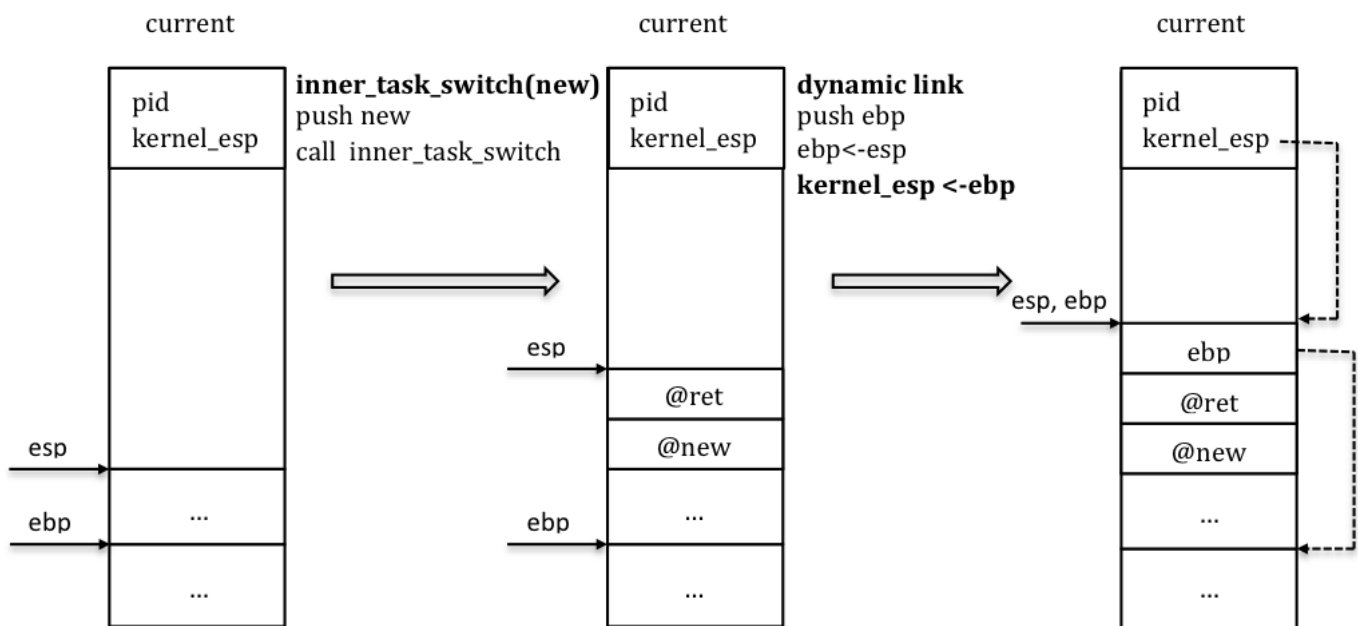 current
current
current
pid
kernel_esp
inner_task_switch(new)
push new
call inner_task_switch
pid
kernel_esp
dynamic link
push ebp
ebp<-esp
kernel_esp <-ebp
pid
kernel_esp
esp
ebp
...
...
esp
@ret
@new
ebp
...
...
esp, ebp
ebp
@ret
@new
...
...